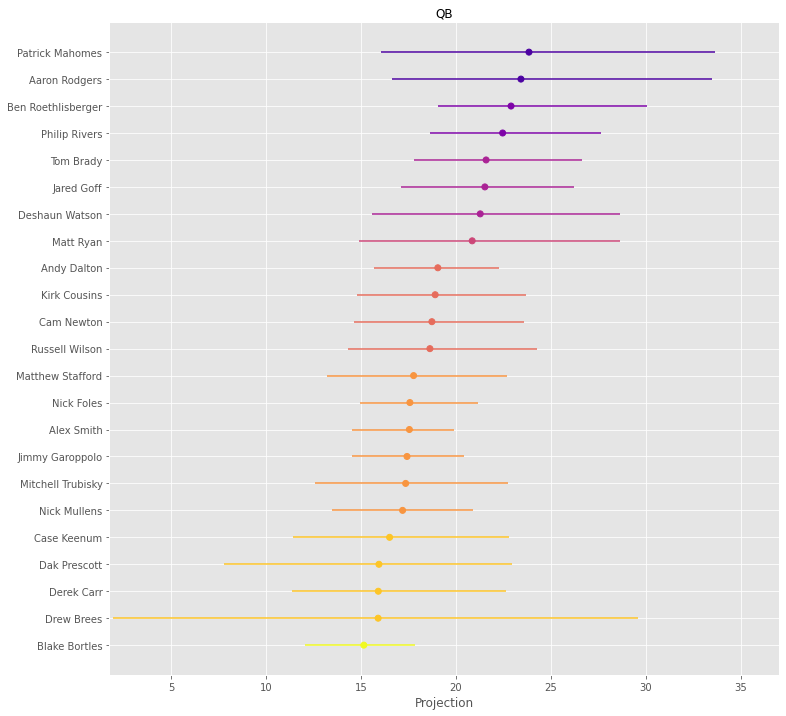 QB
Patrick Mahomes
Aaron Rodgers
Ben Roethlisberger
Philip Rivers
Tom Brady
Jared Goff
Deshaun Watson
Matt Ryan
Andy Dalton
Kirk Cousins
Cam Newton
Russell Wilson
Matthew Stafford
Nick Foles
Alex Smith
Jimmy Garoppolo
Mitchell Trubisky
Nick Mullens
Case Keenum
Dak Prescott
Derek Carr
Drew Brees
Blake Bortles
5 10 15 20 25 30 35
Projection